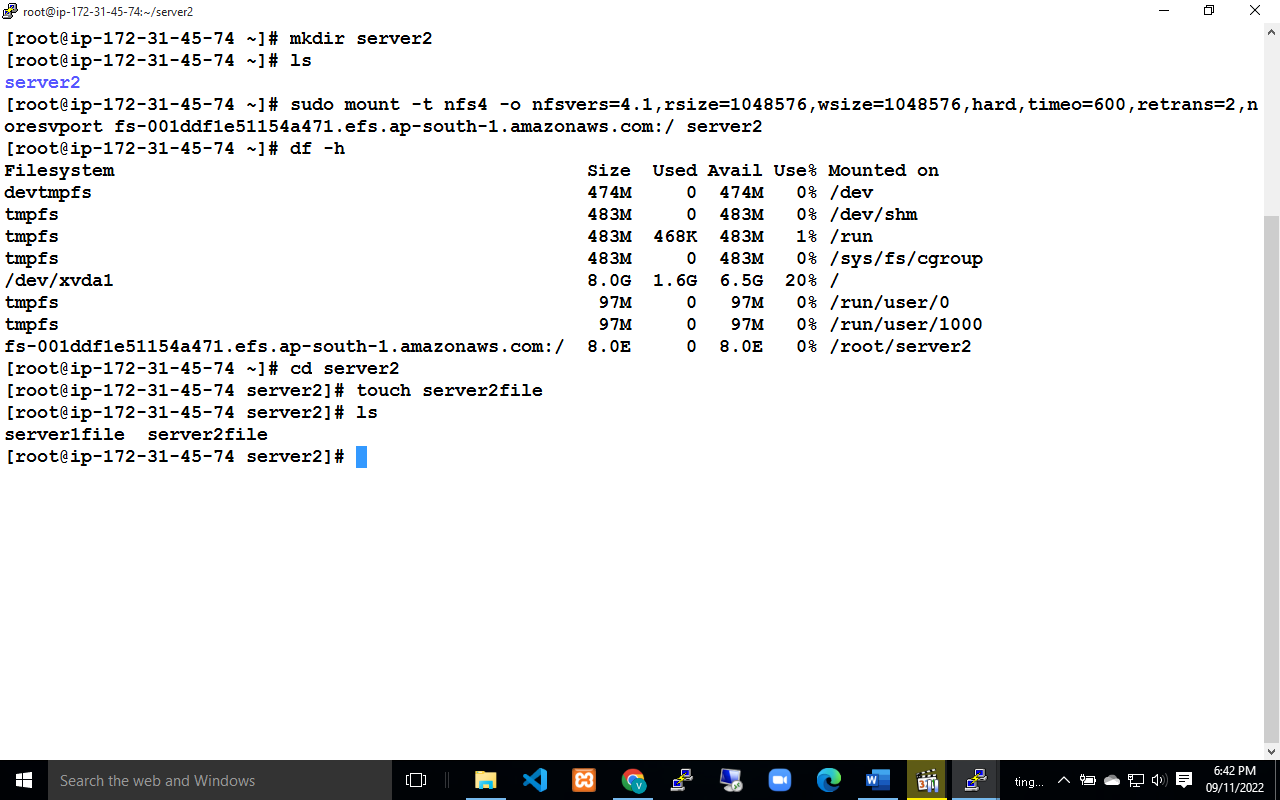 root@ip-172-31-45-74:~/server2
[root@ip-172-31-45-74 ~]# mkdir server2
[root@ip-172-31-45-74 ~]# ls
server2
[root@ip-172-31-45-74 ~]# sudo mount -t nfs4 -o nfsvers=4.1,rsize=1048576,wsize=1048576,hard,timeo=600,retrans=2,n
oresvport fs-001ddf1e51154a471.efs.ap-south-1.amazonaws.com:/ server2
[root@ip-172-31-45-74 ~]# df -h
Filesystem                                           Size  Used Avail Use% Mounted on
devtmpfs                                             474M     0  474M   0% /dev
tmpfs                                                483M     0  483M   0% /dev/shm
tmpfs                                                483M  468K  483M   1% /run
tmpfs                                                483M     0  483M   0% /sys/fs/cgroup
/dev/xvda1                                           8.0G  1.6G  6.5G  20% /
tmpfs                                                 97M     0   97M   0% /run/user/0
tmpfs                                                 97M     0   97M   0% /run/user/1000
fs-001ddf1e51154a471.efs.ap-south-1.amazonaws.com:/  8.0E     0  8.0E   0% /root/server2
[root@ip-172-31-45-74 ~]# cd server2
[root@ip-172-31-45-74 server2]# touch server2file
[root@ip-172-31-45-74 server2]# ls
server1file  server2file
[root@ip-172-31-45-74 server2]#
Search the web and Windows
V
ting...
6:42 PM
09/11/2022